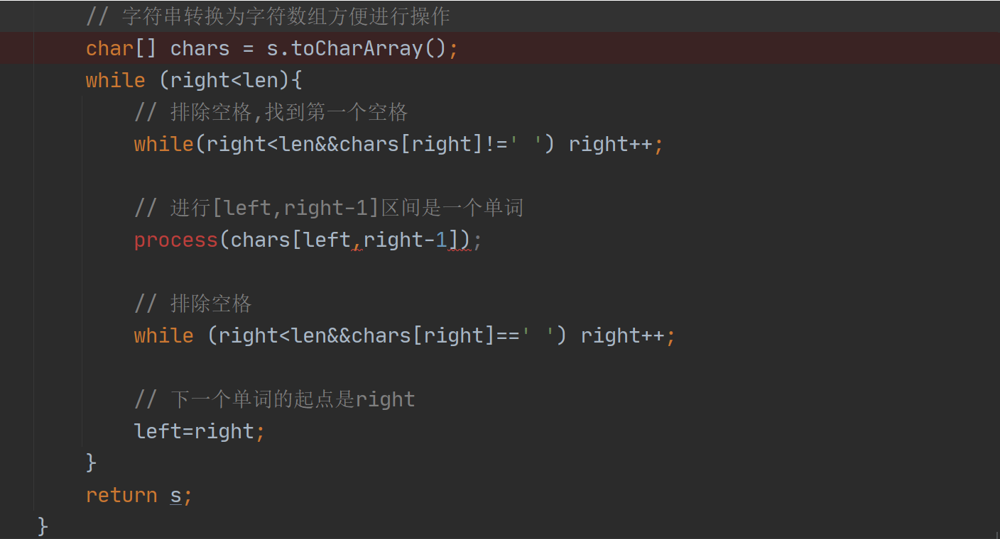 // 字符串转换为字符数组方便进行操作
char[] chars = s.toCharArray();
while (right<len){
// 排除空格,找到第一个空格
while(right<len&&chars[right]!=' ') right++;
// 进行[left,right-1]区间是一个单词
process(chars[left,right-1]);
// 排除空格
while (right<len&&chars[right]==' ') right++;
// 下一个单词的起点是right
left=right;
}
return s;
}